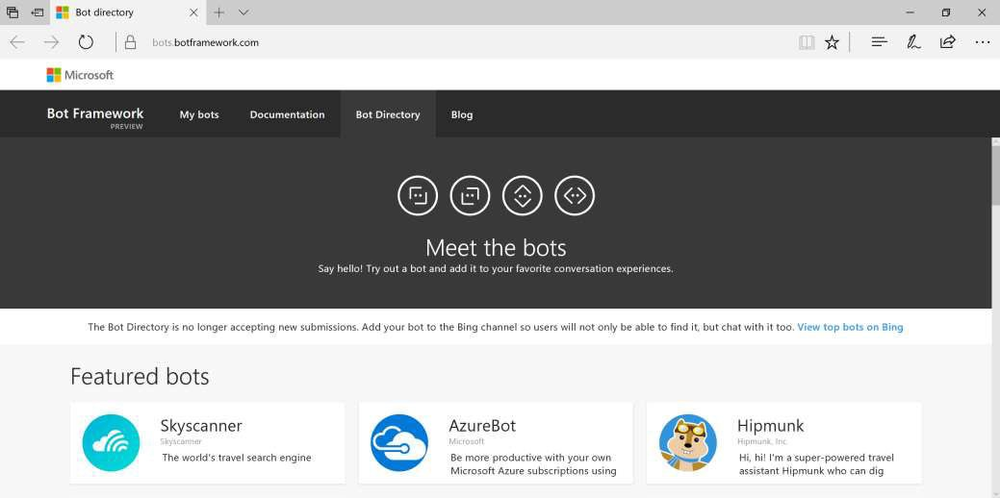 Bot directory
bots.botframework.com
Microsoft
Bot Framework
PREVIEW
My bots
Documentation
Bot Directory
Blog
Meet the bots
Say hello! Try out a bot and add it to your favorite conversation experiences.
The Bot Directory is no longer accepting new submissions. Add your bot to the Bing channel so users will not only be able to find it, but chat with it too. View top bots on Bing
Featured bots
Skyscanner
Skyscanner
The world's travel search engine
AzureBot
Microsoft
Be more productive with your own
Microsoft Azure subscriptions using
Hipmunk
Hipmunk, Inc.
Hi, hi! I'm a super-powered travel
assistant Hipmunk who can dig